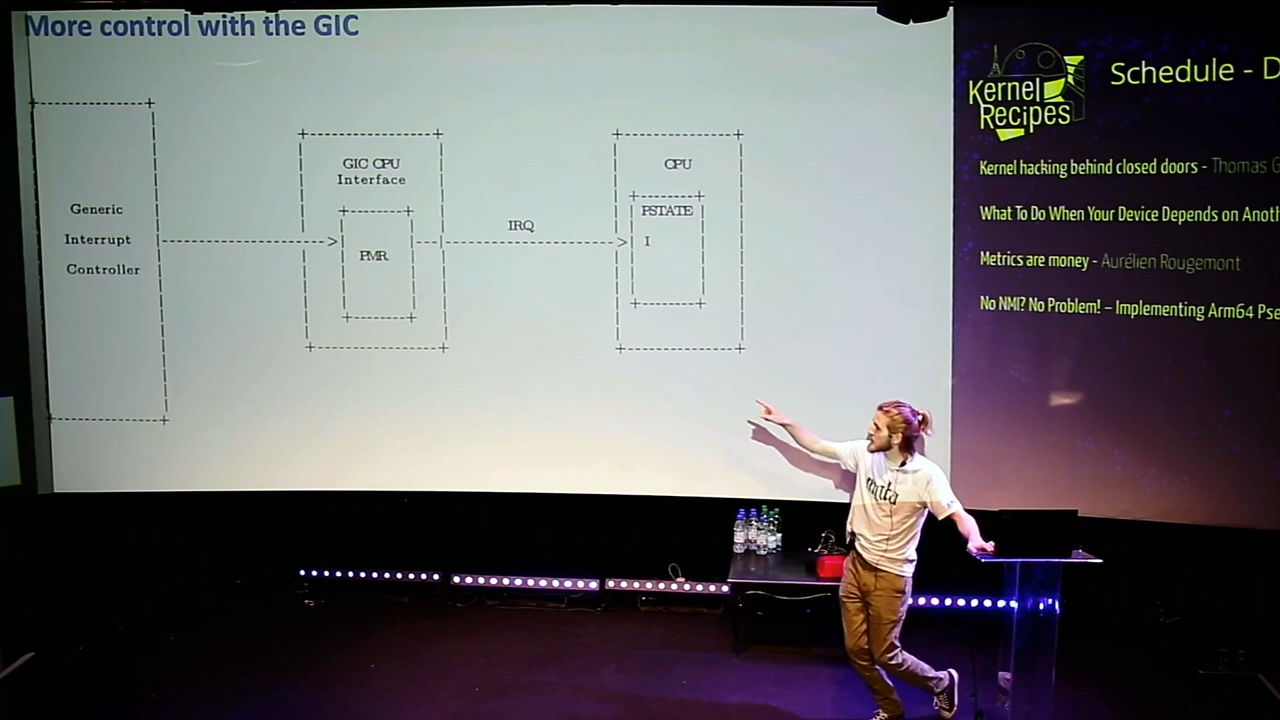 More control with the GIC
Generic
Interrupt
Controller
GIC CPU
Interface
PMR
IRQ
CPU
PSTATE
I
Kernel
Recipes
Schedule - D
Kernel hacking behind closed doors - Thomas G
What To Do When Your Device Depends on Anoth
Metrics are money - Aurélien Rougemont
No NMI? No Problem! – Implementing Arm64 Pse